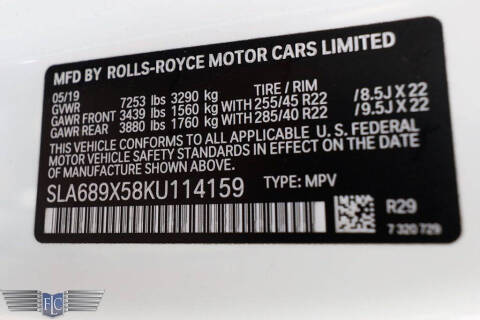 MFD BY ROLLS-ROYCE MOTOR CARS LIMITED
05/19 TIRE / RIM
GVWR 7253 lbs 3290 kg
GAWR FRONT 3439 lbs 1560 kg WITH 255/45 R22 /8.5J X 22
GAWR REAR 3880 lbs 1760 kg WITH 285/40 R22 /9.5J X 22
THIS VEHICLE CONFORMS TO ALL APPLICABLE U. S. FEDERAL
MOTOR VEHICLE SAFETY STANDARDS IN EFFECT ON THE DATE
OF MANUFACTURE SHOWN ABOVE.
SLA689X58KU114159 TYPE: MPV
R29
7 320 729
FLC